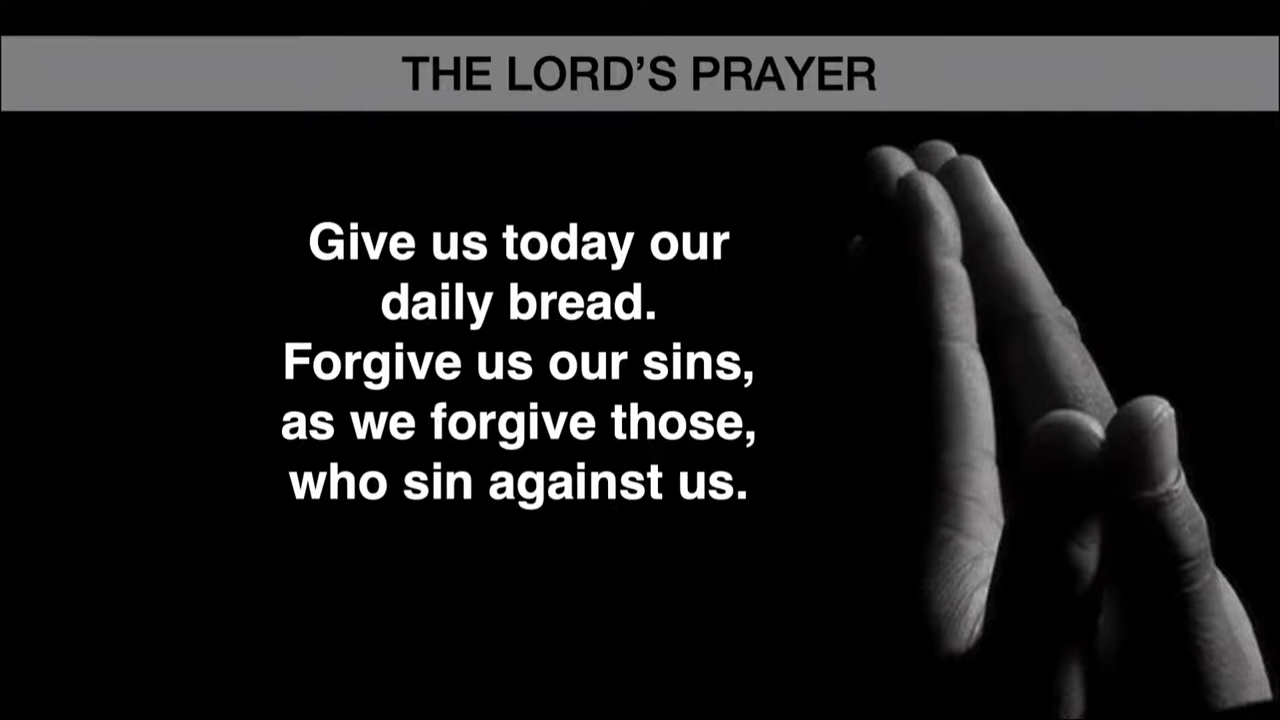 THE LORD’S PRAYER
Give us today our
daily bread.
Forgive us our sins,
as we forgive those,
who sin against us.